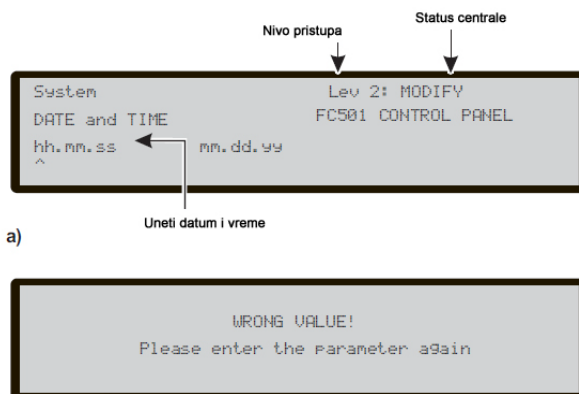 Nivo pristupa
Status centrale
System Lev 2: MODIFY
DATE and TIME FC501 CONTROL PANEL
hh.mm.ss mm.dd.yy
^
Uneti datum i vreme
a)
WRONG VALUE!
Please enter the parameter again